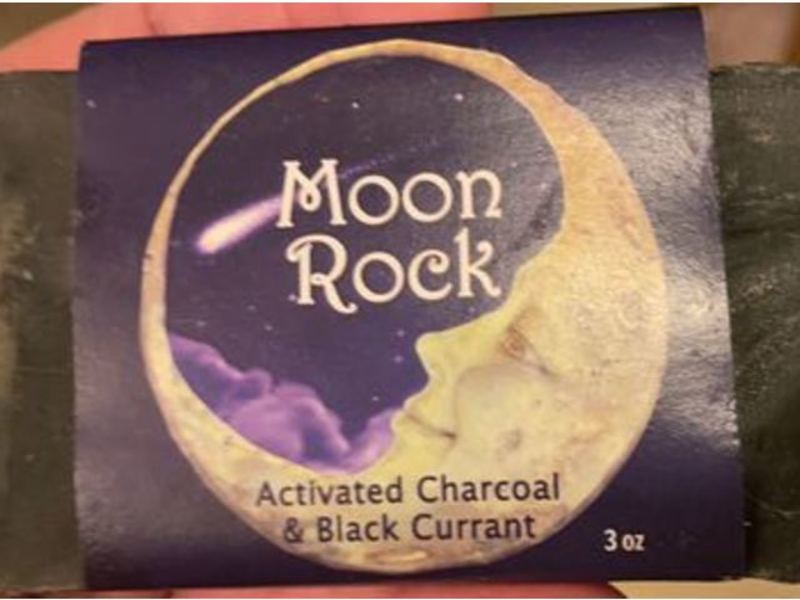 Moon
Rock
Activated Charcoal
& Black Currant
3 oz